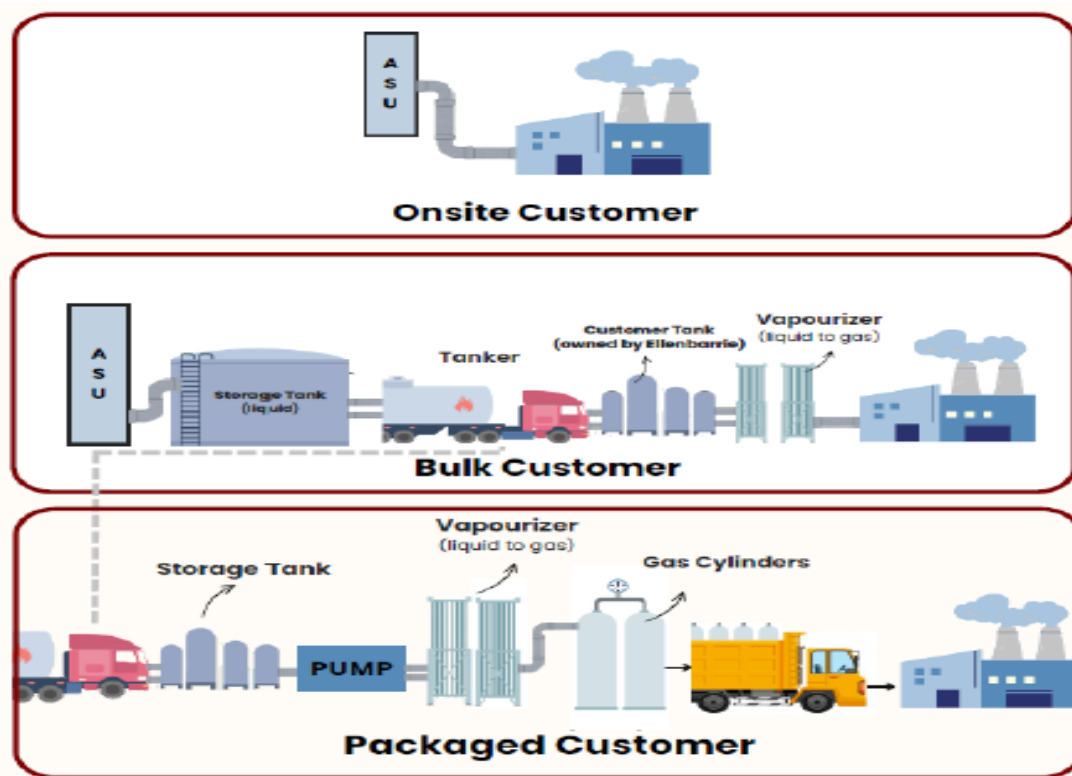 A
S
U
Onsite Customer
A
S
U
Storage Tank
(liquid)
Tanker
Customer Tank
(owned by Ellenbarrie)
Vapourizer
(liquid to gas)
Bulk Customer
Vapourizer
(liquid to gas)
Storage Tank
Gas Cylinders
PUMP
Packaged Customer